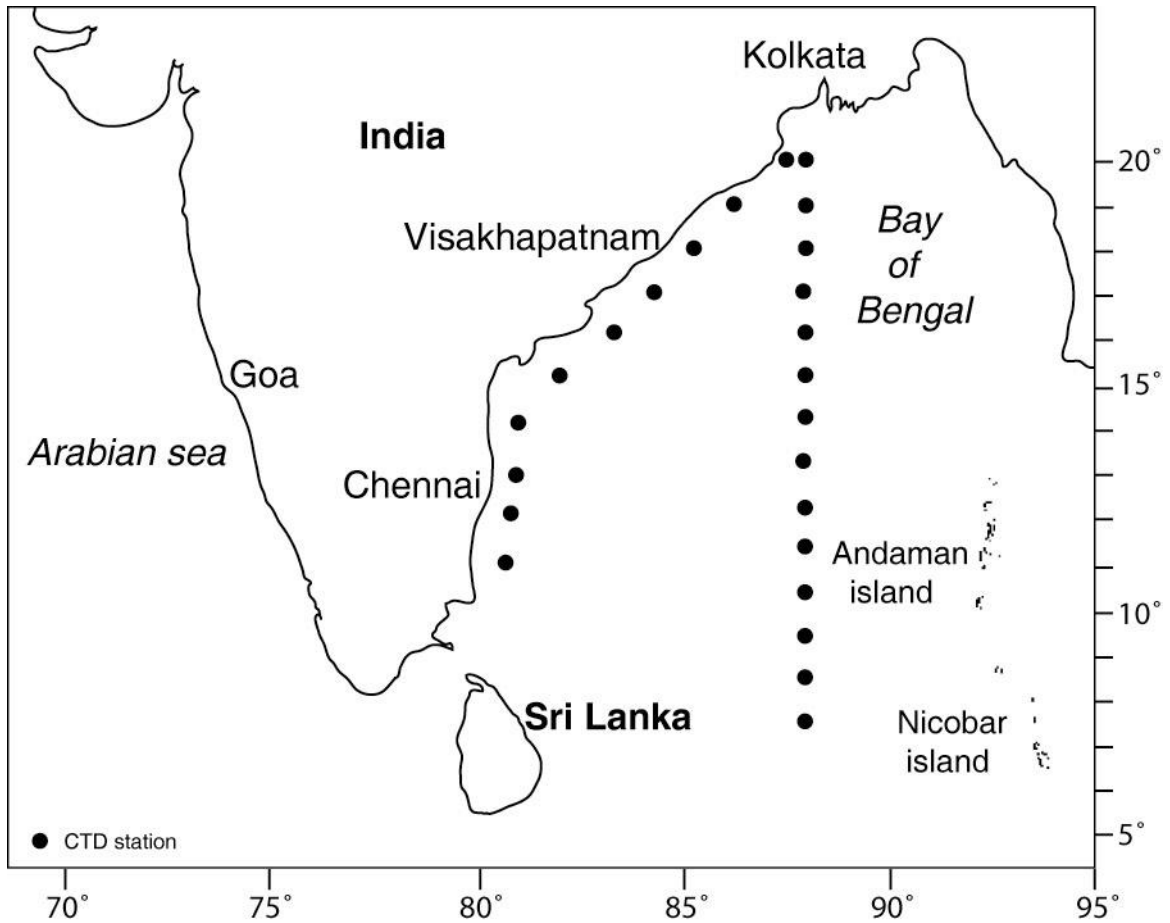 Kolkata
India
20°
Visakhapatnam
Bay
of
Bengal
Goa
15°
Arabian sea
Chennai
Andaman
island
10°
Sri Lanka
Nicobar
island
5°
CTD station
70°
75°
80°
85°
90°
95°